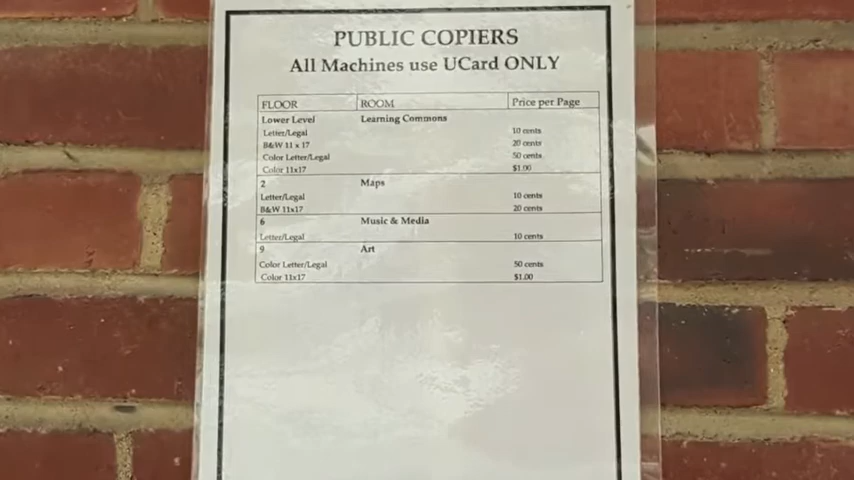 PUBLIC COPIERS
All Machines use UCard ONLY
FLOOR ROOM Price per Page
Lower Level Learning Commons
Letter/Legal 10 cents
B&W 11 x 17 20 cents
Color Letter/Legal 50 cents
Color 11x17 $1.00
2 Maps
Letter/Legal 10 cents
B&W 11x17 20 cents
6 Music & Media
Letter/Legal 10 cents
9 Art
Color Letter/Legal 50 cents
Color 11x17 $1.00